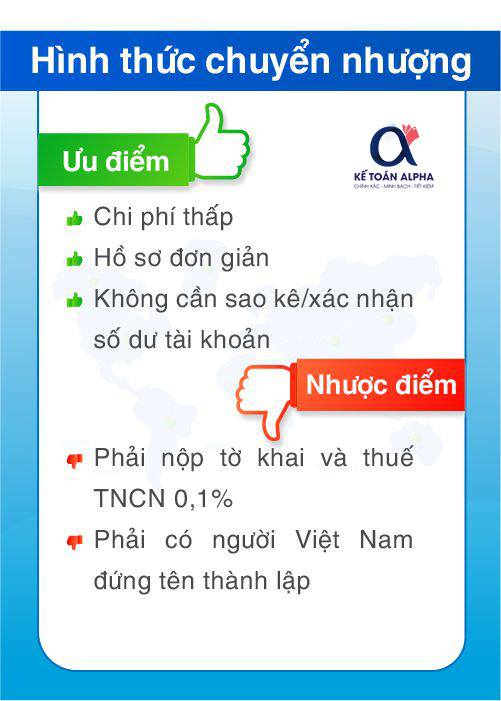 Hình thức chuyển nhượng
Ưu điểm
KẾ TOÁN ALPHA
CHÍNH XÁC - MINH BẠCH - TIẾT KIỆM
Chi phí thấp
Hồ sơ đơn giản
Không cần sao kê/xác nhận
số dư tài khoản
Nhược điểm
Phải nộp tờ khai và thuế
TNCN 0,1%
Phải có người Việt Nam
đứng tên thành lập